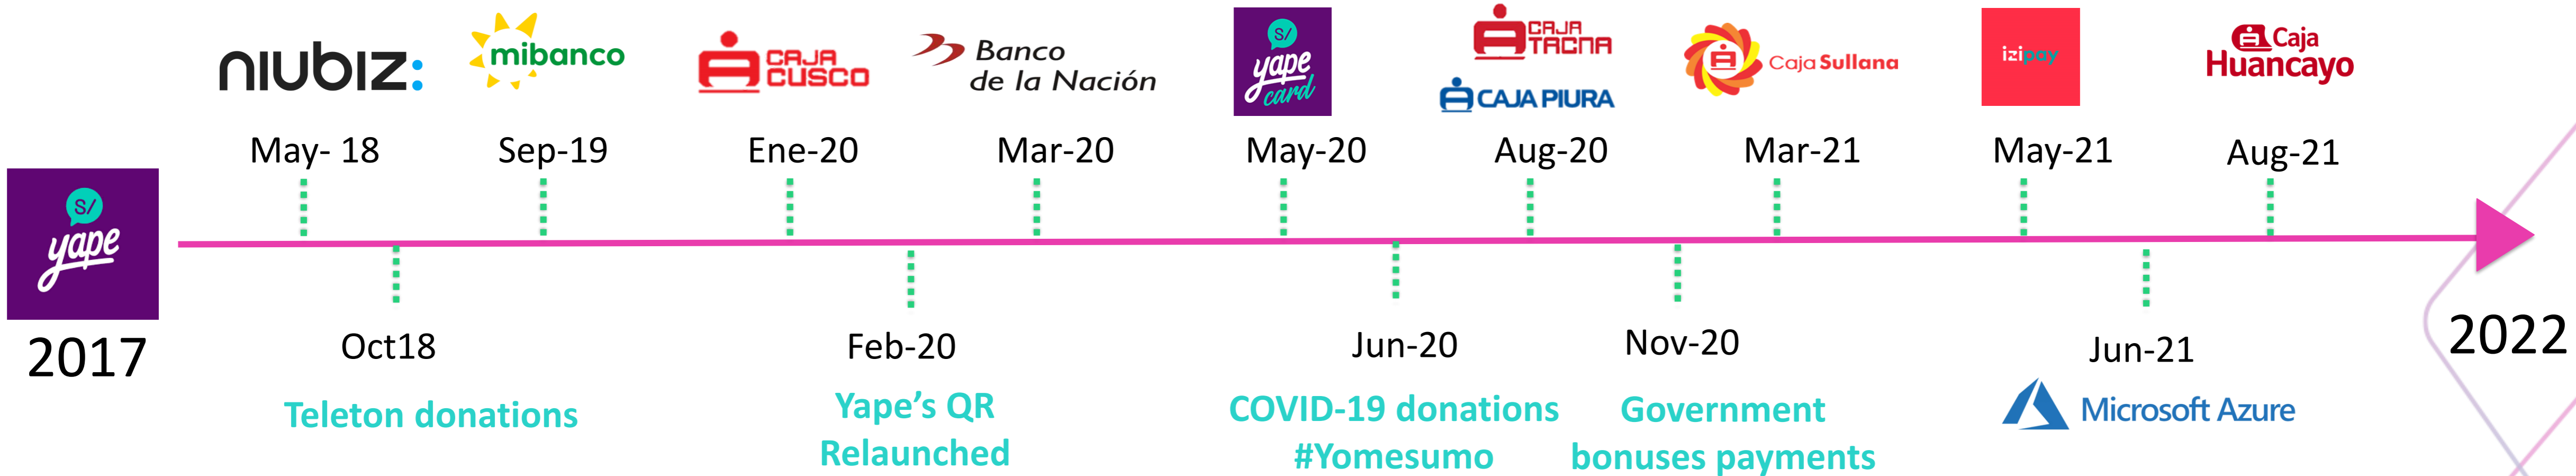 niubiz:
mibanco
CAJA
CUSCO
Banco
de la Nación
S/
yape
card
CAJA
TACNA
CAJA PIURA
Caja Sullana
izipay
Caja
Huancayo
May- 18
Sep-19
Ene-20
Mar-20
May-20
Aug-20
Mar-21
May-21
Aug-21
S/
yape
2017
Oct18
Feb-20
Jun-20
Nov-20
Jun-21
2022
Teleton donations
Yape’s QR
Relaunched
COVID-19 donations
#Yomesumo
Government
bonuses payments
Microsoft Azure